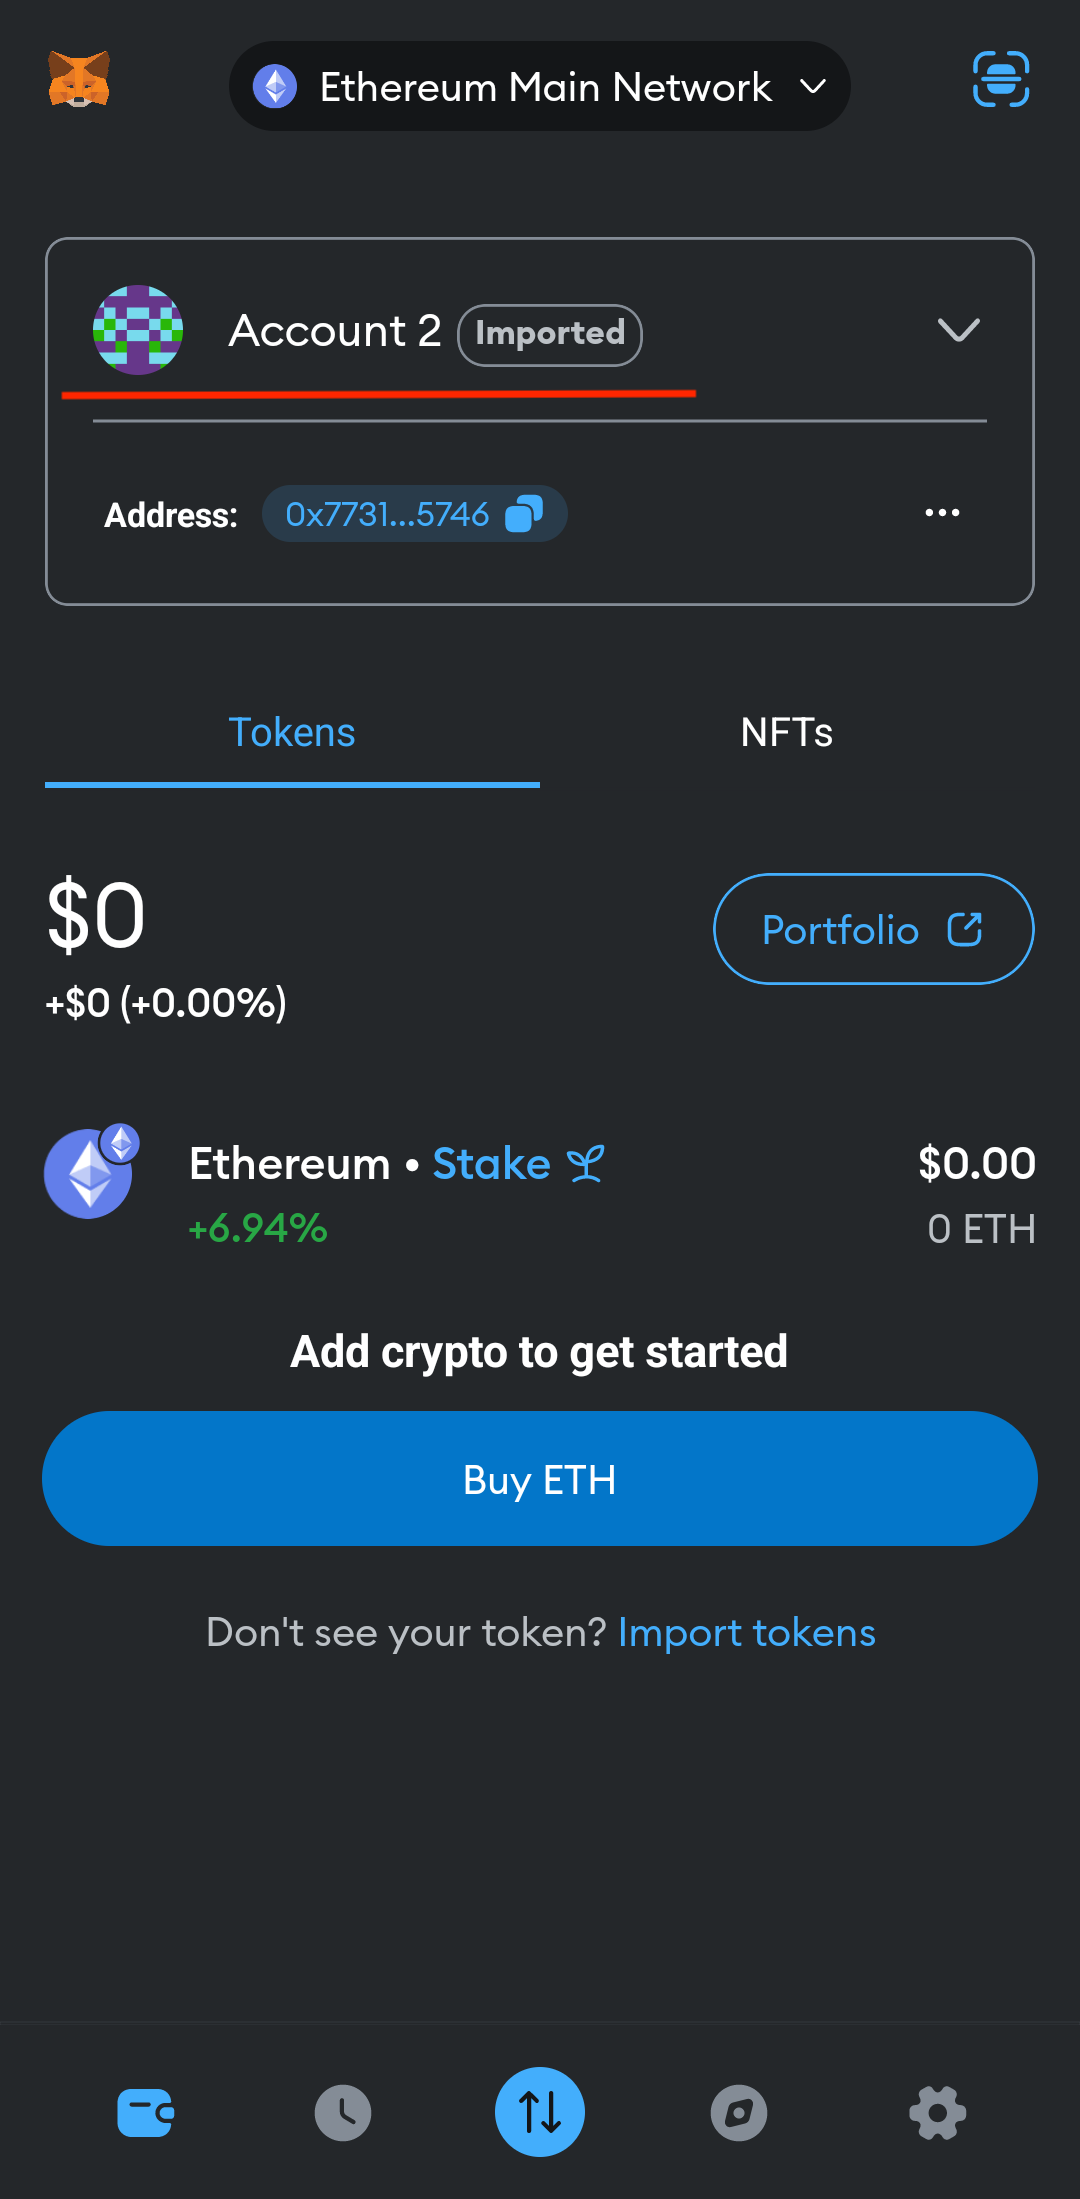 Ethereum Main Network
Account 2 Imported
Address: 0x7731...5746
Tokens NFTs
$0
Portfolio
+$0 (+0.00%)
Ethereum • Stake $0.00
+6.94% 0 ETH
Add crypto to get started
Buy ETH
Don't see your token? Import tokens